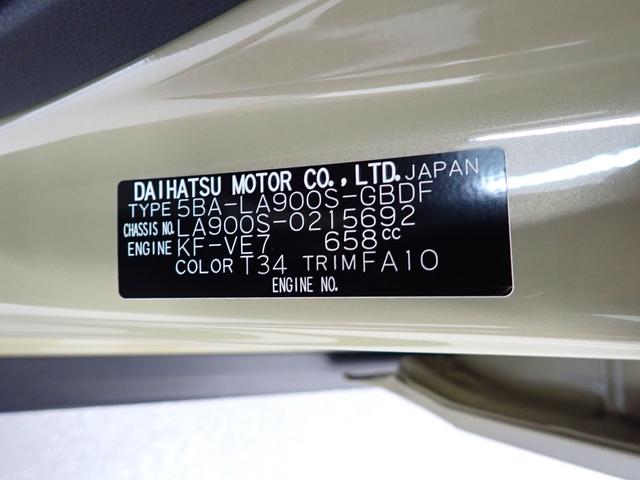 DAIHATSU MOTOR CO., LTD. JAPAN
TYPE 5BA-LA900S-GBDF
CHASSIS NO. LA900S-0215692
ENGINE KF-VE7 658cc
COLOR T34 TRIM FA10
ENGINE NO.